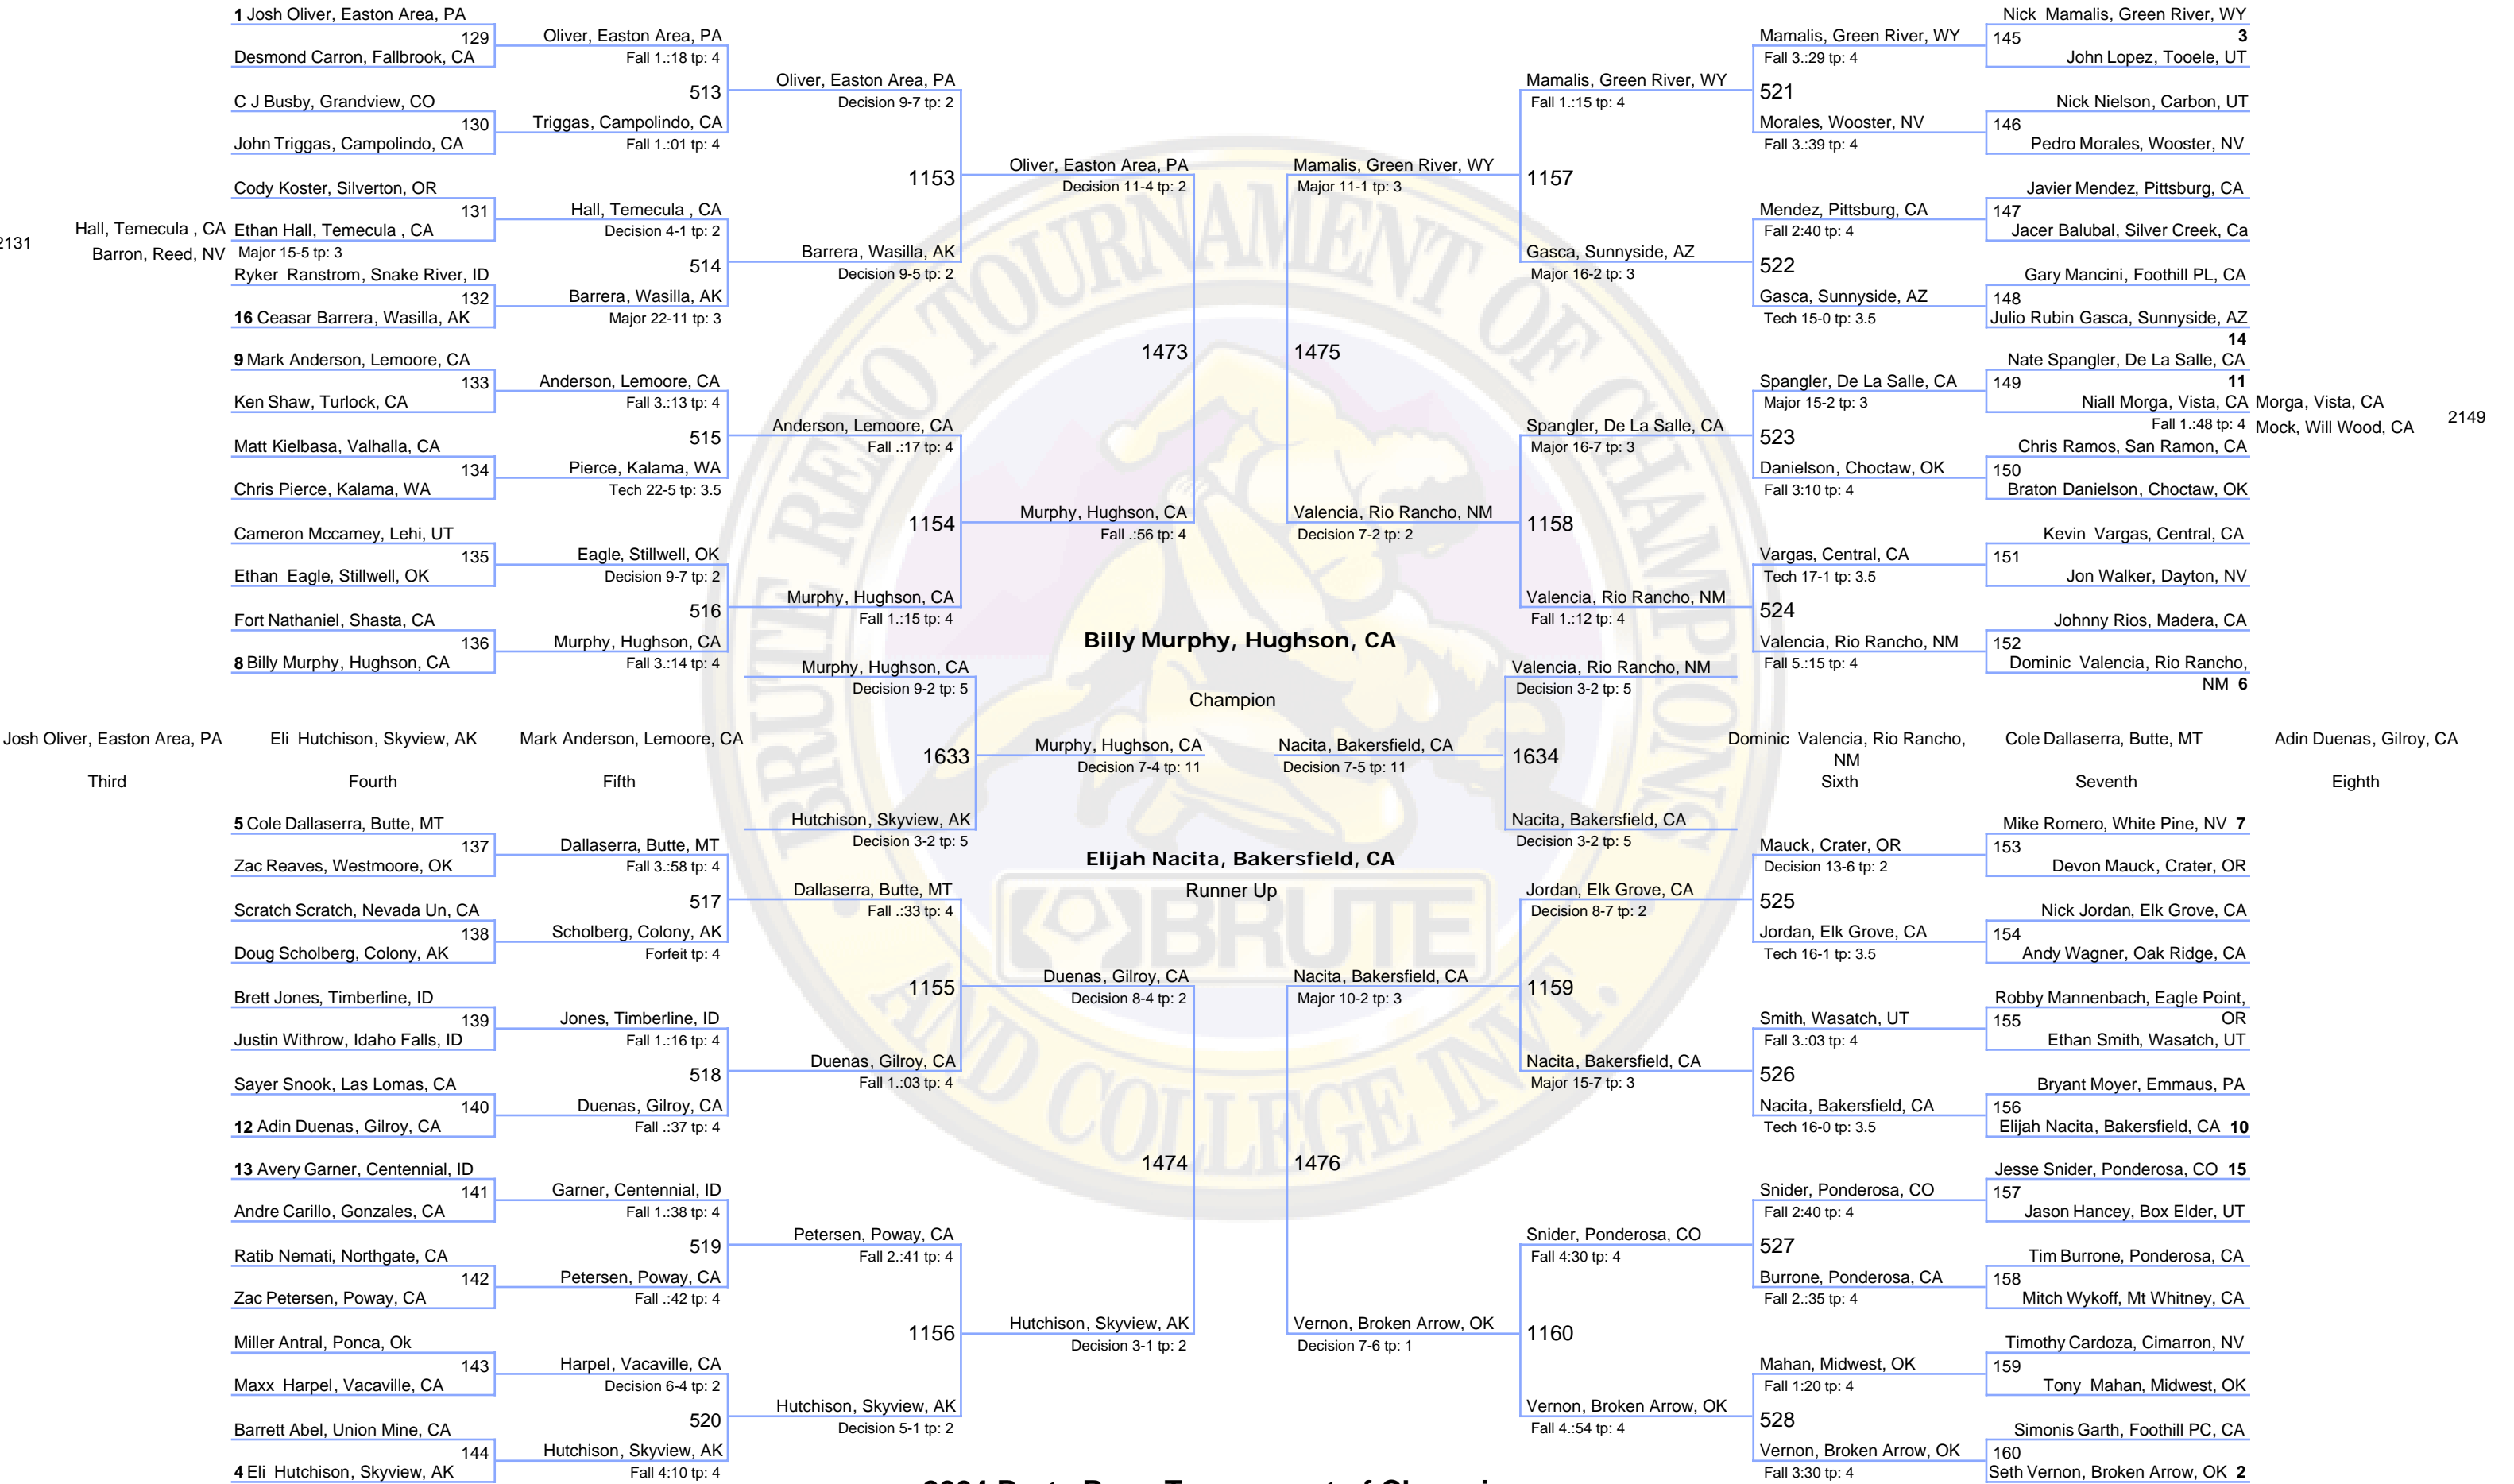 1 Josh Oliver, Easton Area, PA
129
Desmond Carron, Fallbrook, CA
C J Busby, Grandview, CO
130
John Triggas, Campolindo, CA
Cody Koster, Silverton, OR
131
Hall, Temecula , CA
Ethan Hall, Temecula , CA
2131
Barron, Reed, NV
Major 15-5 tp: 3
Ryker Ranstrom, Snake River, ID
132
16 Ceasar Barrera, Wasilla, AK
9 Mark Anderson, Lemoore, CA
133
Ken Shaw, Turlock, CA
Matt Kielbasa, Valhalla, CA
134
Chris Pierce, Kalama, WA
Cameron Mccamey, Lehi, UT
135
Ethan Eagle, Stillwell, OK
Fort Nathaniel, Shasta, CA
136
8 Billy Murphy, Hughson, CA
Oliver, Easton Area, PA
Fall 1.:18 tp: 4
513
Triggas, Campolindo, CA
Fall 1.:01 tp: 4
Hall, Temecula , CA
Decision 4-1 tp: 2
514
Barrera, Wasilla, AK
Major 22-11 tp: 3
Anderson, Lemoore, CA
Fall 3.:13 tp: 4
515
Pierce, Kalama, WA
Tech 22-5 tp: 3.5
Eagle, Stillwell, OK
Decision 9-7 tp: 2
516
Murphy, Hughson, CA
Fall 3.:14 tp: 4
Oliver, Easton Area, PA
Decision 9-7 tp: 2
1153
Barrera, Wasilla, AK
Decision 9-5 tp: 2
Anderson, Lemoore, CA
Fall .:17 tp: 4
1154
Murphy, Hughson, CA
Fall 1.:15 tp: 4
Oliver, Easton Area, PA
Decision 11-4 tp: 2
1473
Murphy, Hughson, CA
Fall .:56 tp: 4
Mamalis, Green River, WY
Major 11-1 tp: 3
1475
Valencia, Rio Rancho, NM
Decision 7-2 tp: 2
Mamalis, Green River, WY
Fall 1.:15 tp: 4
1157
Gasca, Sunnyside, AZ
Major 16-2 tp: 3
Spangler, De La Salle, CA
Major 16-7 tp: 3
1158
Valencia, Rio Rancho, NM
Fall 1.:12 tp: 4
Mamalis, Green River, WY
Fall 3.:29 tp: 4
521
Morales, Wooster, NV
Fall 3.:39 tp: 4
Mendez, Pittsburg, CA
Fall 2:40 tp: 4
522
Gasca, Sunnyside, AZ
Tech 15-0 tp: 3.5
Spangler, De La Salle, CA
Major 15-2 tp: 3
523
Danielson, Choctaw, OK
Fall 3:10 tp: 4
Vargas, Central, CA
Tech 17-1 tp: 3.5
524
Valencia, Rio Rancho, NM
Fall 5.:15 tp: 4
Nick Mamalis, Green River, WY
145 3
John Lopez, Tooele, UT
Nick Nielson, Carbon, UT
146
Pedro Morales, Wooster, NV
Javier Mendez, Pittsburg, CA
147
Jacer Balubal, Silver Creek, Ca
Gary Mancini, Foothill PL, CA
148
Julio Rubin Gasca, Sunnyside, AZ
14
Nate Spangler, De La Salle, CA
149 11
Niall Morga, Vista, CA
Morga, Vista, CA
2149
Fall 1.:48 tp: 4
Mock, Will Wood, CA
Chris Ramos, San Ramon, CA
150
Braton Danielson, Choctaw, OK
Kevin Vargas, Central, CA
151
Jon Walker, Dayton, NV
Johnny Rios, Madera, CA
152
Dominic Valencia, Rio Rancho,
NM 6
Billy Murphy, Hughson, CA
Champion
Murphy, Hughson, CA
Decision 9-2 tp: 5
1633
Hutchison, Skyview, AK
Decision 3-2 tp: 5
Murphy, Hughson, CA
Decision 7-4 tp: 11
Nacita, Bakersfield, CA
Decision 7-5 tp: 11
Valencia, Rio Rancho, NM
Decision 3-2 tp: 5
1634
Nacita, Bakersfield, CA
Decision 3-2 tp: 5
Elijah Nacita, Bakersfield, CA
Runner Up
Josh Oliver, Easton Area, PA
Third
Eli Hutchison, Skyview, AK
Fourth
Mark Anderson, Lemoore, CA
Fifth
Dominic Valencia, Rio Rancho,
NM
Sixth
Cole Dallaserra, Butte, MT
Seventh
Adin Duenas, Gilroy, CA
Eighth
5 Cole Dallaserra, Butte, MT
137
Zac Reaves, Westmoore, OK
Scratch Scratch, Nevada Un, CA
138
Doug Scholberg, Colony, AK
Brett Jones, Timberline, ID
139
Justin Withrow, Idaho Falls, ID
Sayer Snook, Las Lomas, CA
140
12 Adin Duenas, Gilroy, CA
13 Avery Garner, Centennial, ID
141
Andre Carillo, Gonzales, CA
Ratib Nemati, Northgate, CA
142
Zac Petersen, Poway, CA
Miller Antral, Ponca, Ok
143
Maxx Harpel, Vacaville, CA
Barrett Abel, Union Mine, CA
144
4 Eli Hutchison, Skyview, AK
Dallaserra, Butte, MT
Fall 3.:58 tp: 4
517
Scholberg, Colony, AK
Forfeit tp: 4
Jones, Timberline, ID
Fall 1.:16 tp: 4
518
Duenas, Gilroy, CA
Fall .:37 tp: 4
Garner, Centennial, ID
Fall 1.:38 tp: 4
519
Petersen, Poway, CA
Fall .:42 tp: 4
Harpel, Vacaville, CA
Decision 6-4 tp: 2
520
Hutchison, Skyview, AK
Fall 4:10 tp: 4
Dallaserra, Butte, MT
Fall .:33 tp: 4
1155
Duenas, Gilroy, CA
Fall 1.:03 tp: 4
Petersen, Poway, CA
Fall 2.:41 tp: 4
1156
Hutchison, Skyview, AK
Decision 5-1 tp: 2
Duenas, Gilroy, CA
Decision 8-4 tp: 2
1474
Hutchison, Skyview, AK
Decision 3-1 tp: 2
Nacita, Bakersfield, CA
Major 10-2 tp: 3
1476
Vernon, Broken Arrow, OK
Decision 7-6 tp: 1
Jordan, Elk Grove, CA
Decision 8-7 tp: 2
1159
Nacita, Bakersfield, CA
Major 15-7 tp: 3
Snider, Ponderosa, CO
Fall 4:30 tp: 4
1160
Vernon, Broken Arrow, OK
Fall 4.:54 tp: 4
Mauck, Crater, OR
Decision 13-6 tp: 2
525
Jordan, Elk Grove, CA
Tech 16-1 tp: 3.5
Smith, Wasatch, UT
Fall 3.:03 tp: 4
526
Nacita, Bakersfield, CA
Tech 16-0 tp: 3.5
Snider, Ponderosa, CO
Fall 2:40 tp: 4
527
Burrone, Ponderosa, CA
Fall 2.:35 tp: 4
Mahan, Midwest, OK
Fall 1:20 tp: 4
528
Vernon, Broken Arrow, OK
Fall 3:30 tp: 4
Mike Romero, White Pine, NV 7
153
Devon Mauck, Crater, OR
Nick Jordan, Elk Grove, CA
154
Andy Wagner, Oak Ridge, CA
Robby Mannenbach, Eagle Point,
155 OR
Ethan Smith, Wasatch, UT
Bryant Moyer, Emmaus, PA
156
Elijah Nacita, Bakersfield, CA 10
Jesse Snider, Ponderosa, CO 15
157
Jason Hancey, Box Elder, UT
Tim Burrone, Ponderosa, CA
158
Mitch Wykoff, Mt Whitney, CA
Timothy Cardoza, Cimarron, NV
159
Tony Mahan, Midwest, OK
Simonis Garth, Foothill PC, CA
160
Seth Vernon, Broken Arrow, OK 2
BRUTE RENO TOURNAMENT OF CHAMPIONS
AND COLLEGE INVT.
BRUTE